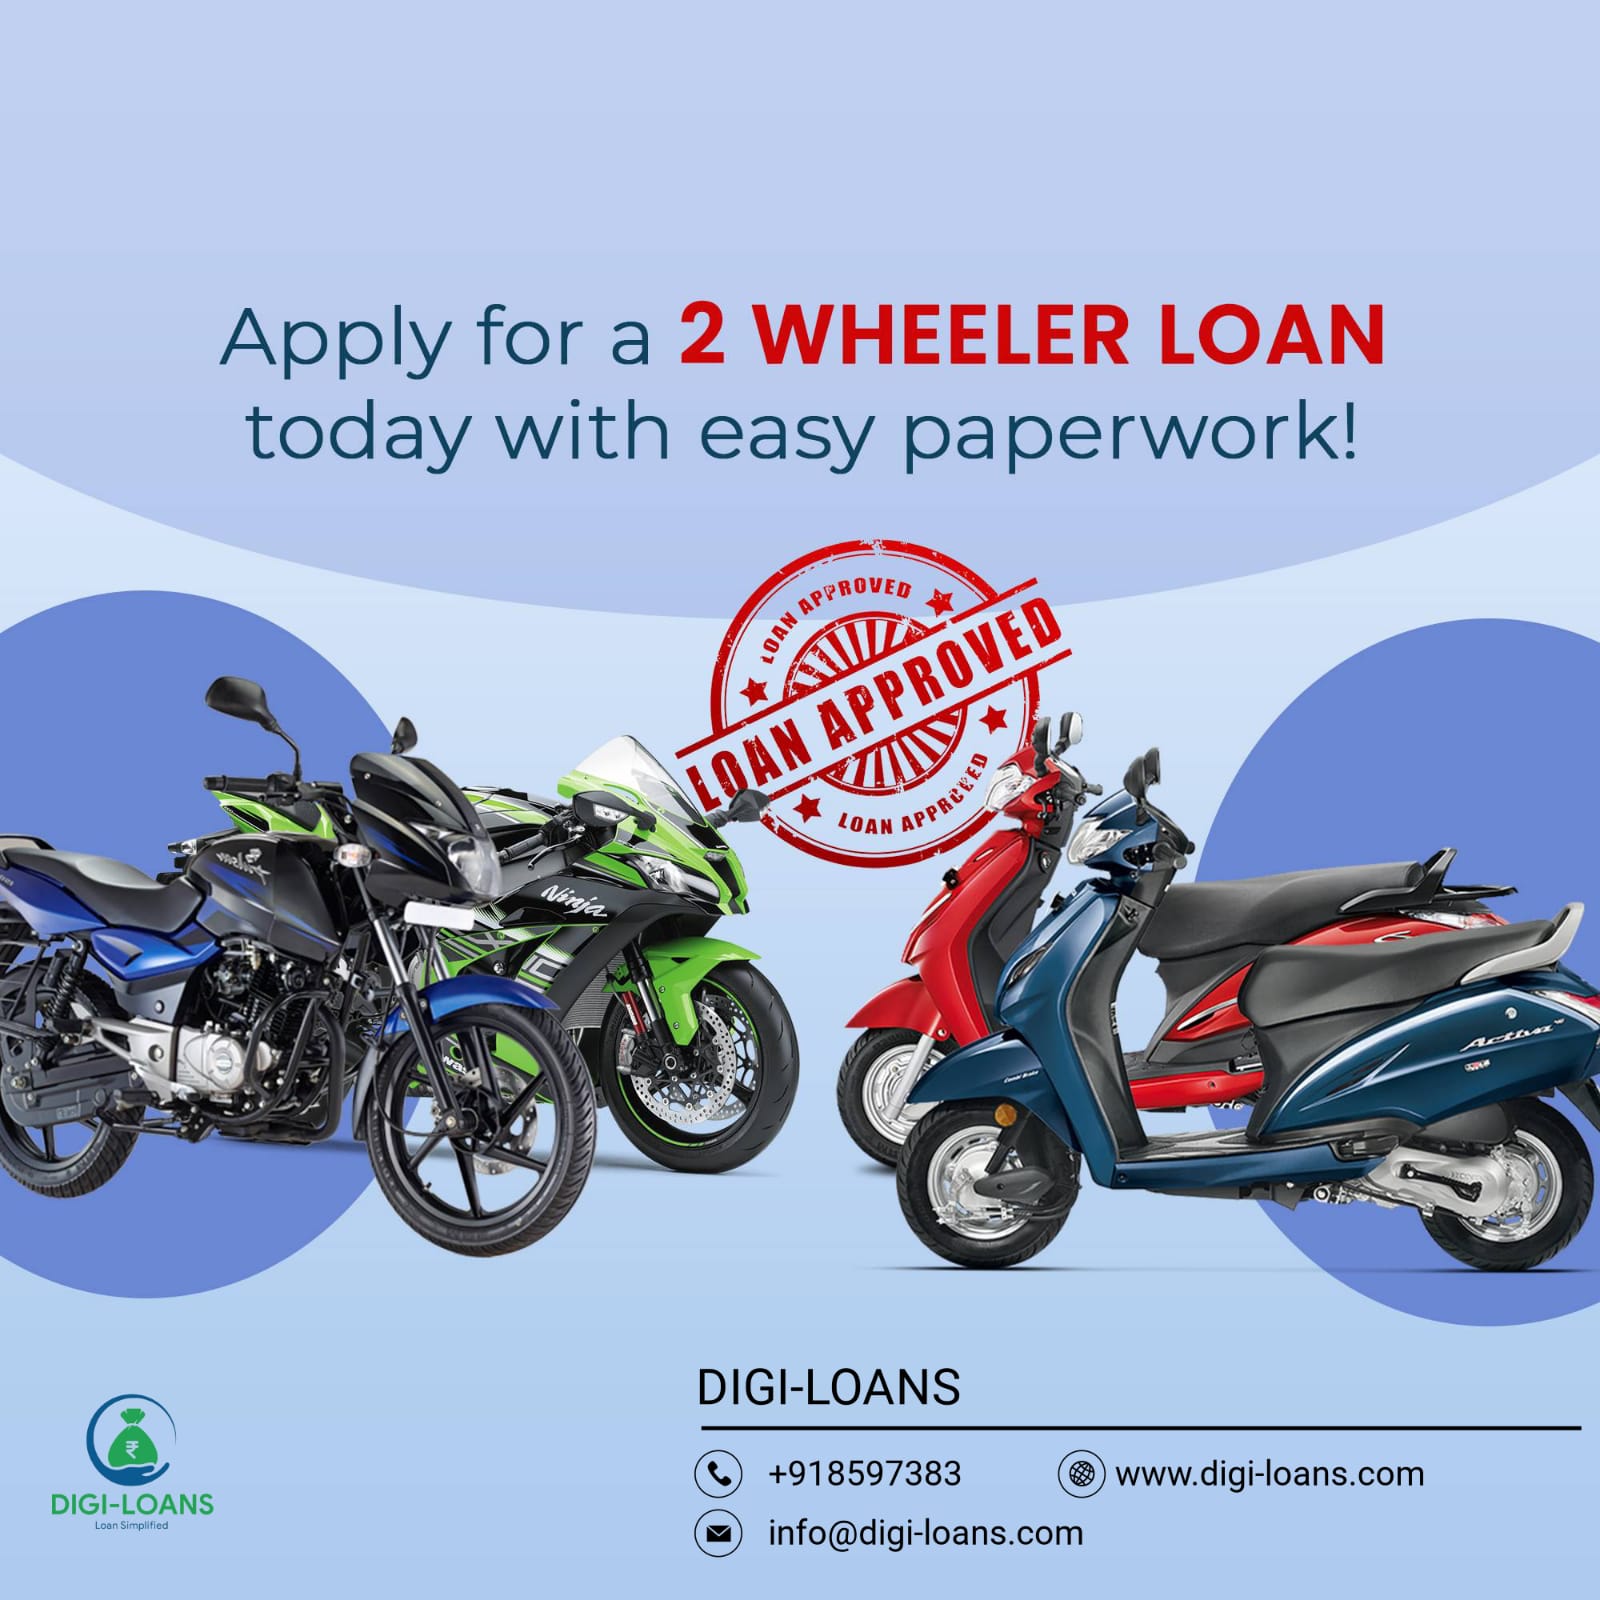 Apply for a 2 WHEELER LOAN
today with easy paperwork!
LOAN APPROVED
LOAN APPROVED
LOAN APPROVED
Ninja
Activa
DIGI-LOANS
+918597383
www.digi-loans.com
info@digi-loans.com
₹
DIGI-LOANS
Loan Simplified